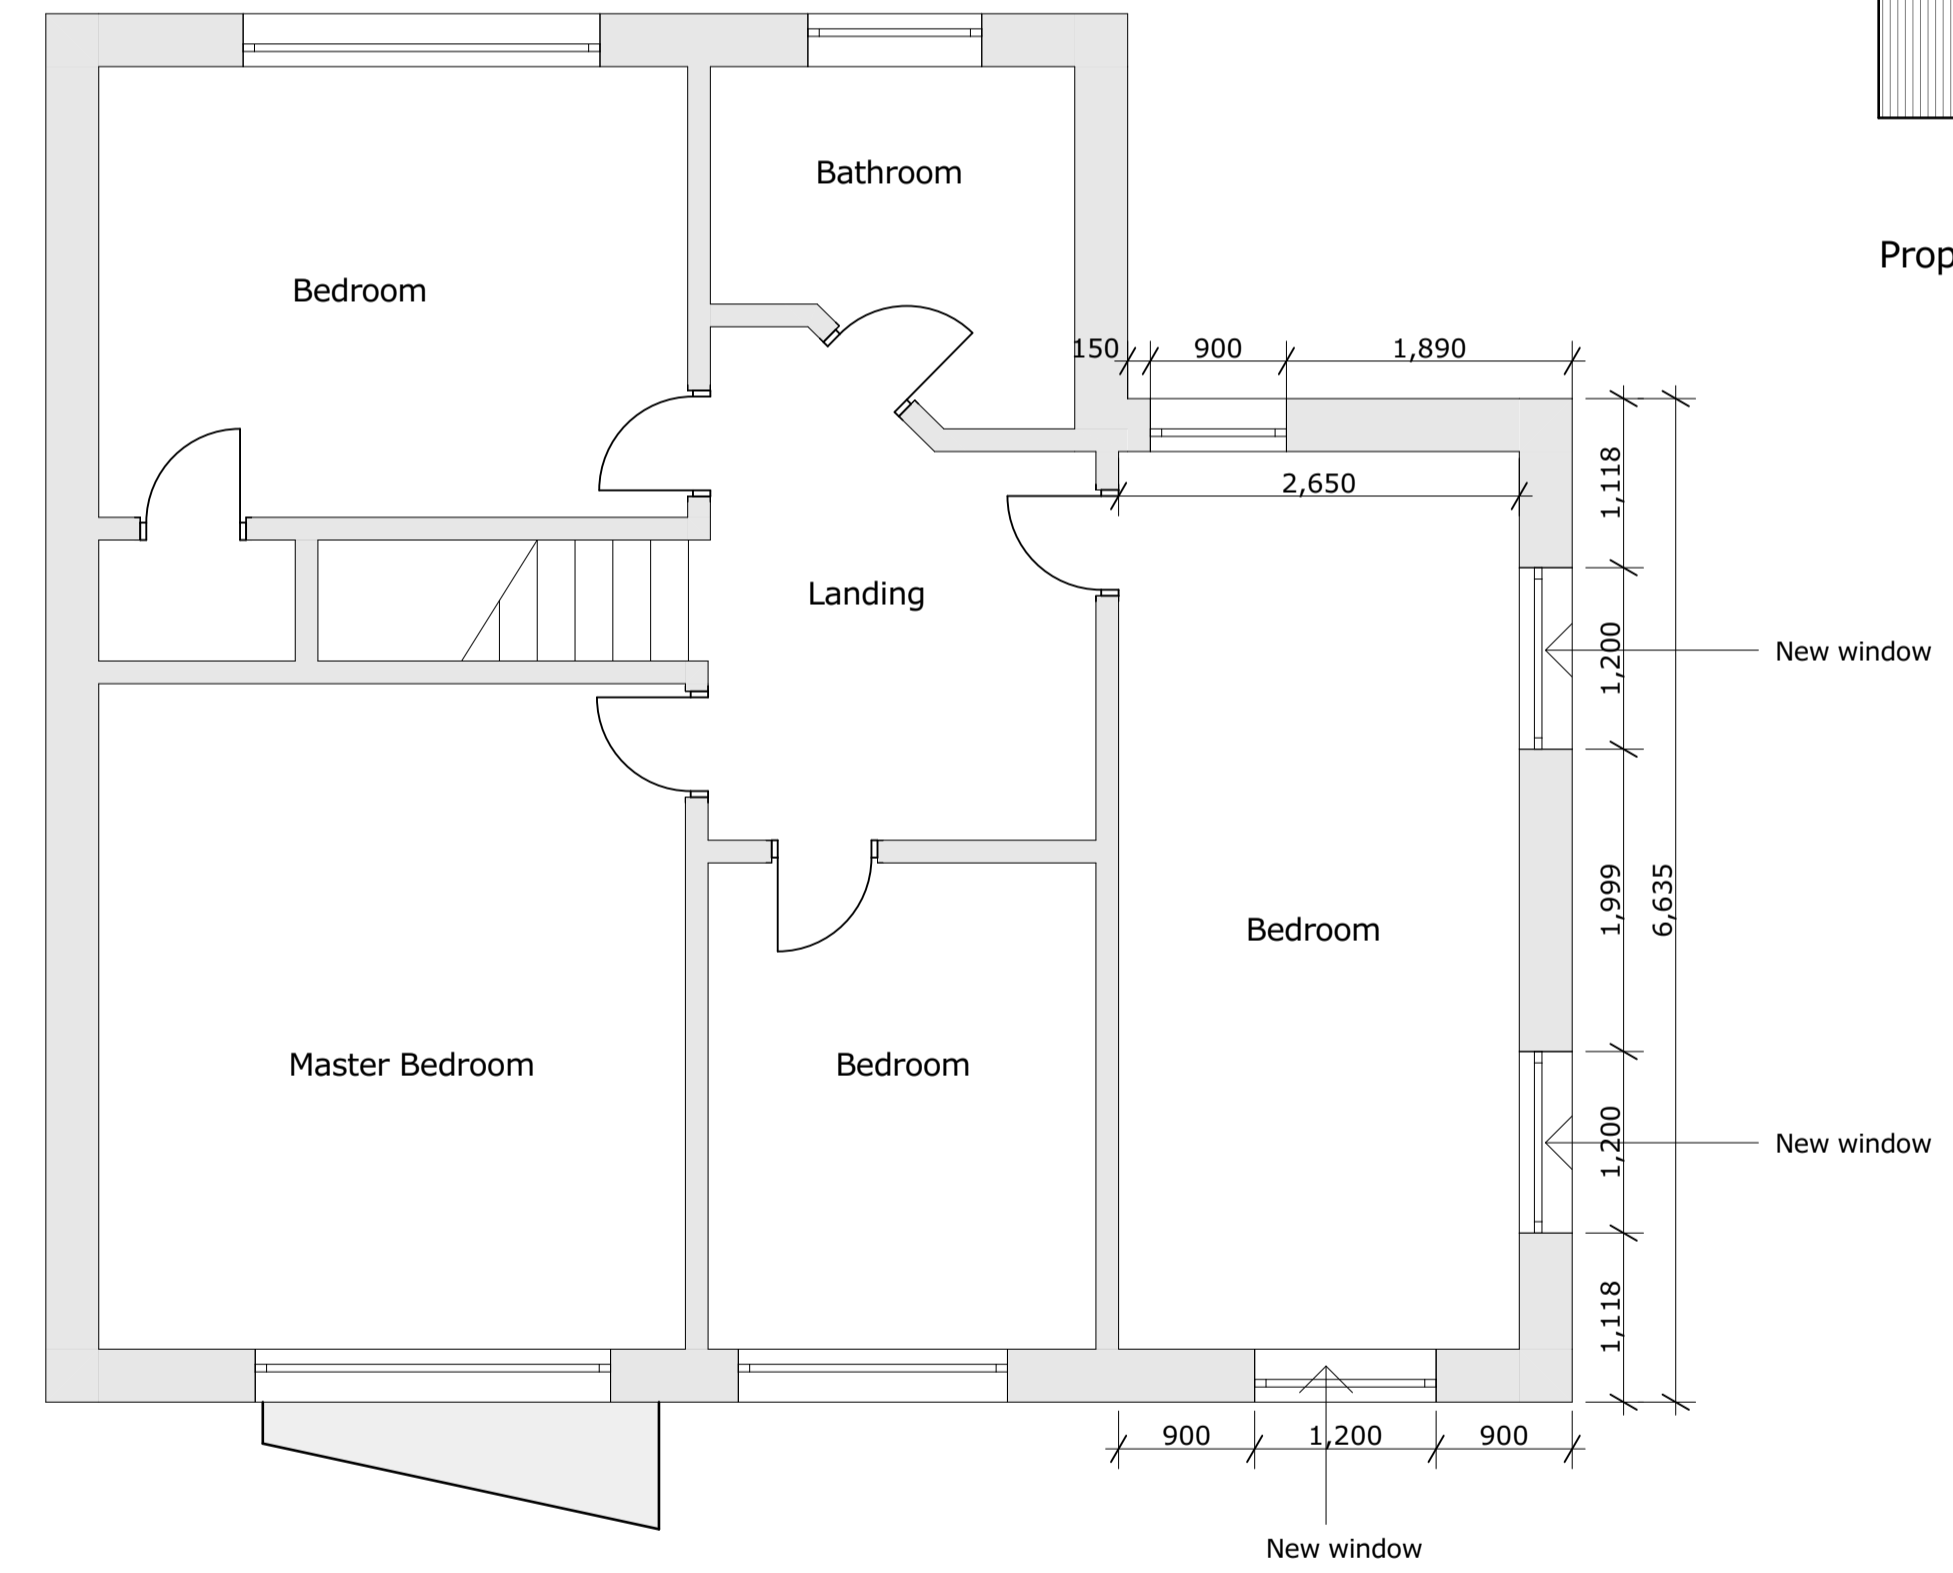 Bathroom
Prop
Bedroom
150
900
1,890
1,118
2,650
Landing
1,200
New window
1,999
6,635
Bedroom
Master Bedroom
Bedroom
1,200
New window
1,118
900
1,200
900
New window